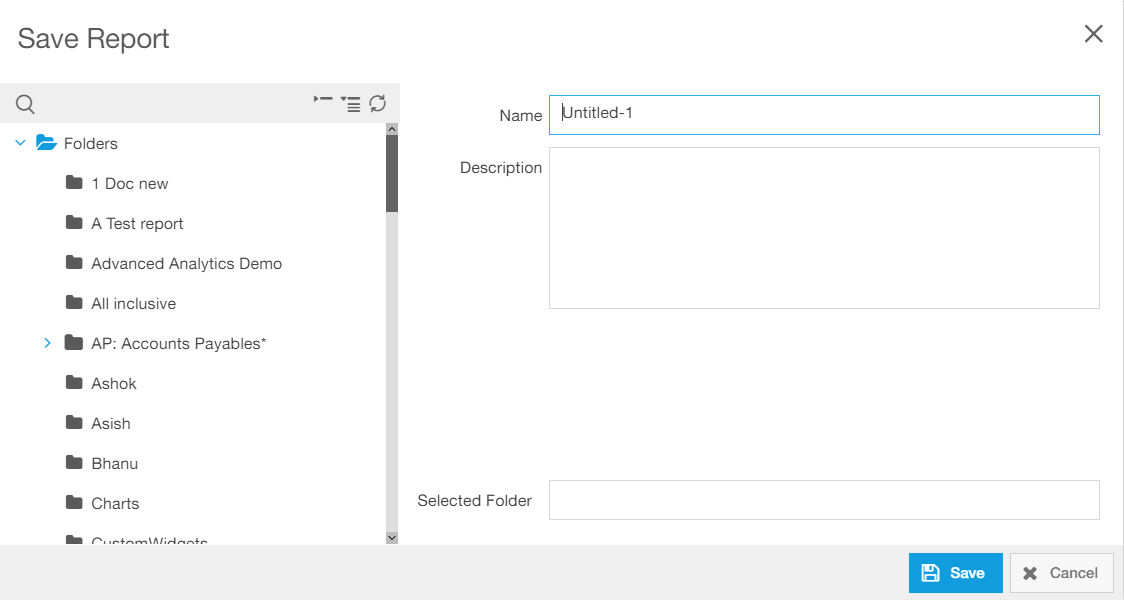 Save Report
Name
Untitled-1
Description
Folders
1 Doc new
A Test report
Advanced Analytics Demo
All inclusive
AP: Accounts Payables*
Ashok
Asish
Bhanu
Charts
CustomWidgets
Selected Folder
Save
Cancel